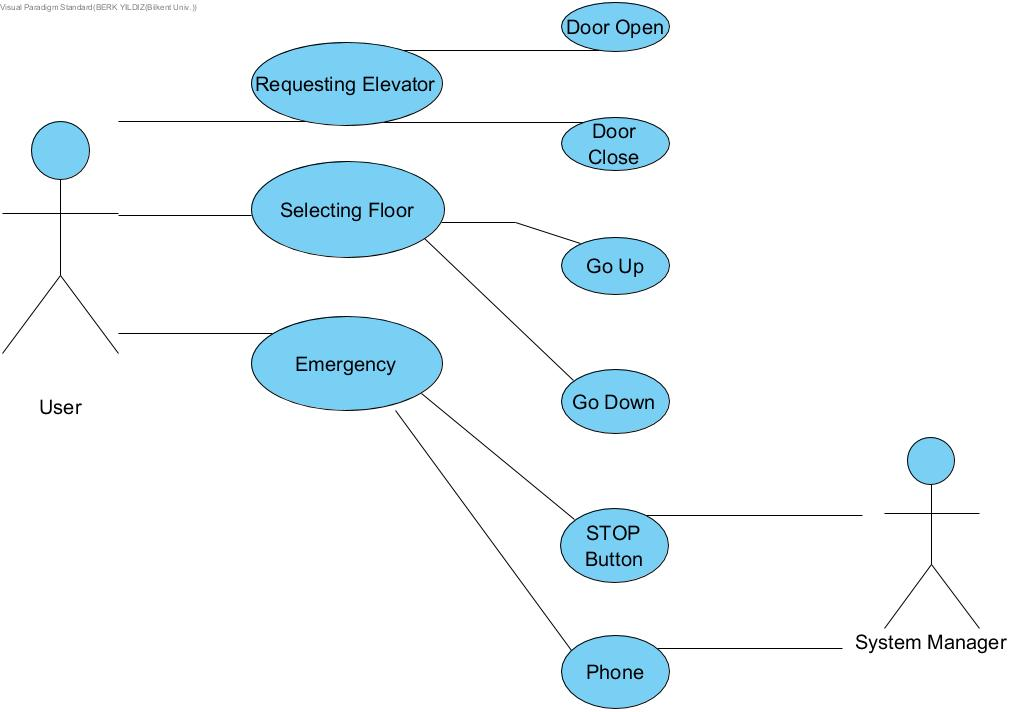 Visual Paradigm Standard(BERK YILDIZ(Bilkent Univ.))
Door Open
Requesting Elevator
Door
Close
Selecting Floor
Go Up
Emergency
Go Down
User
STOP
Button
System Manager
Phone